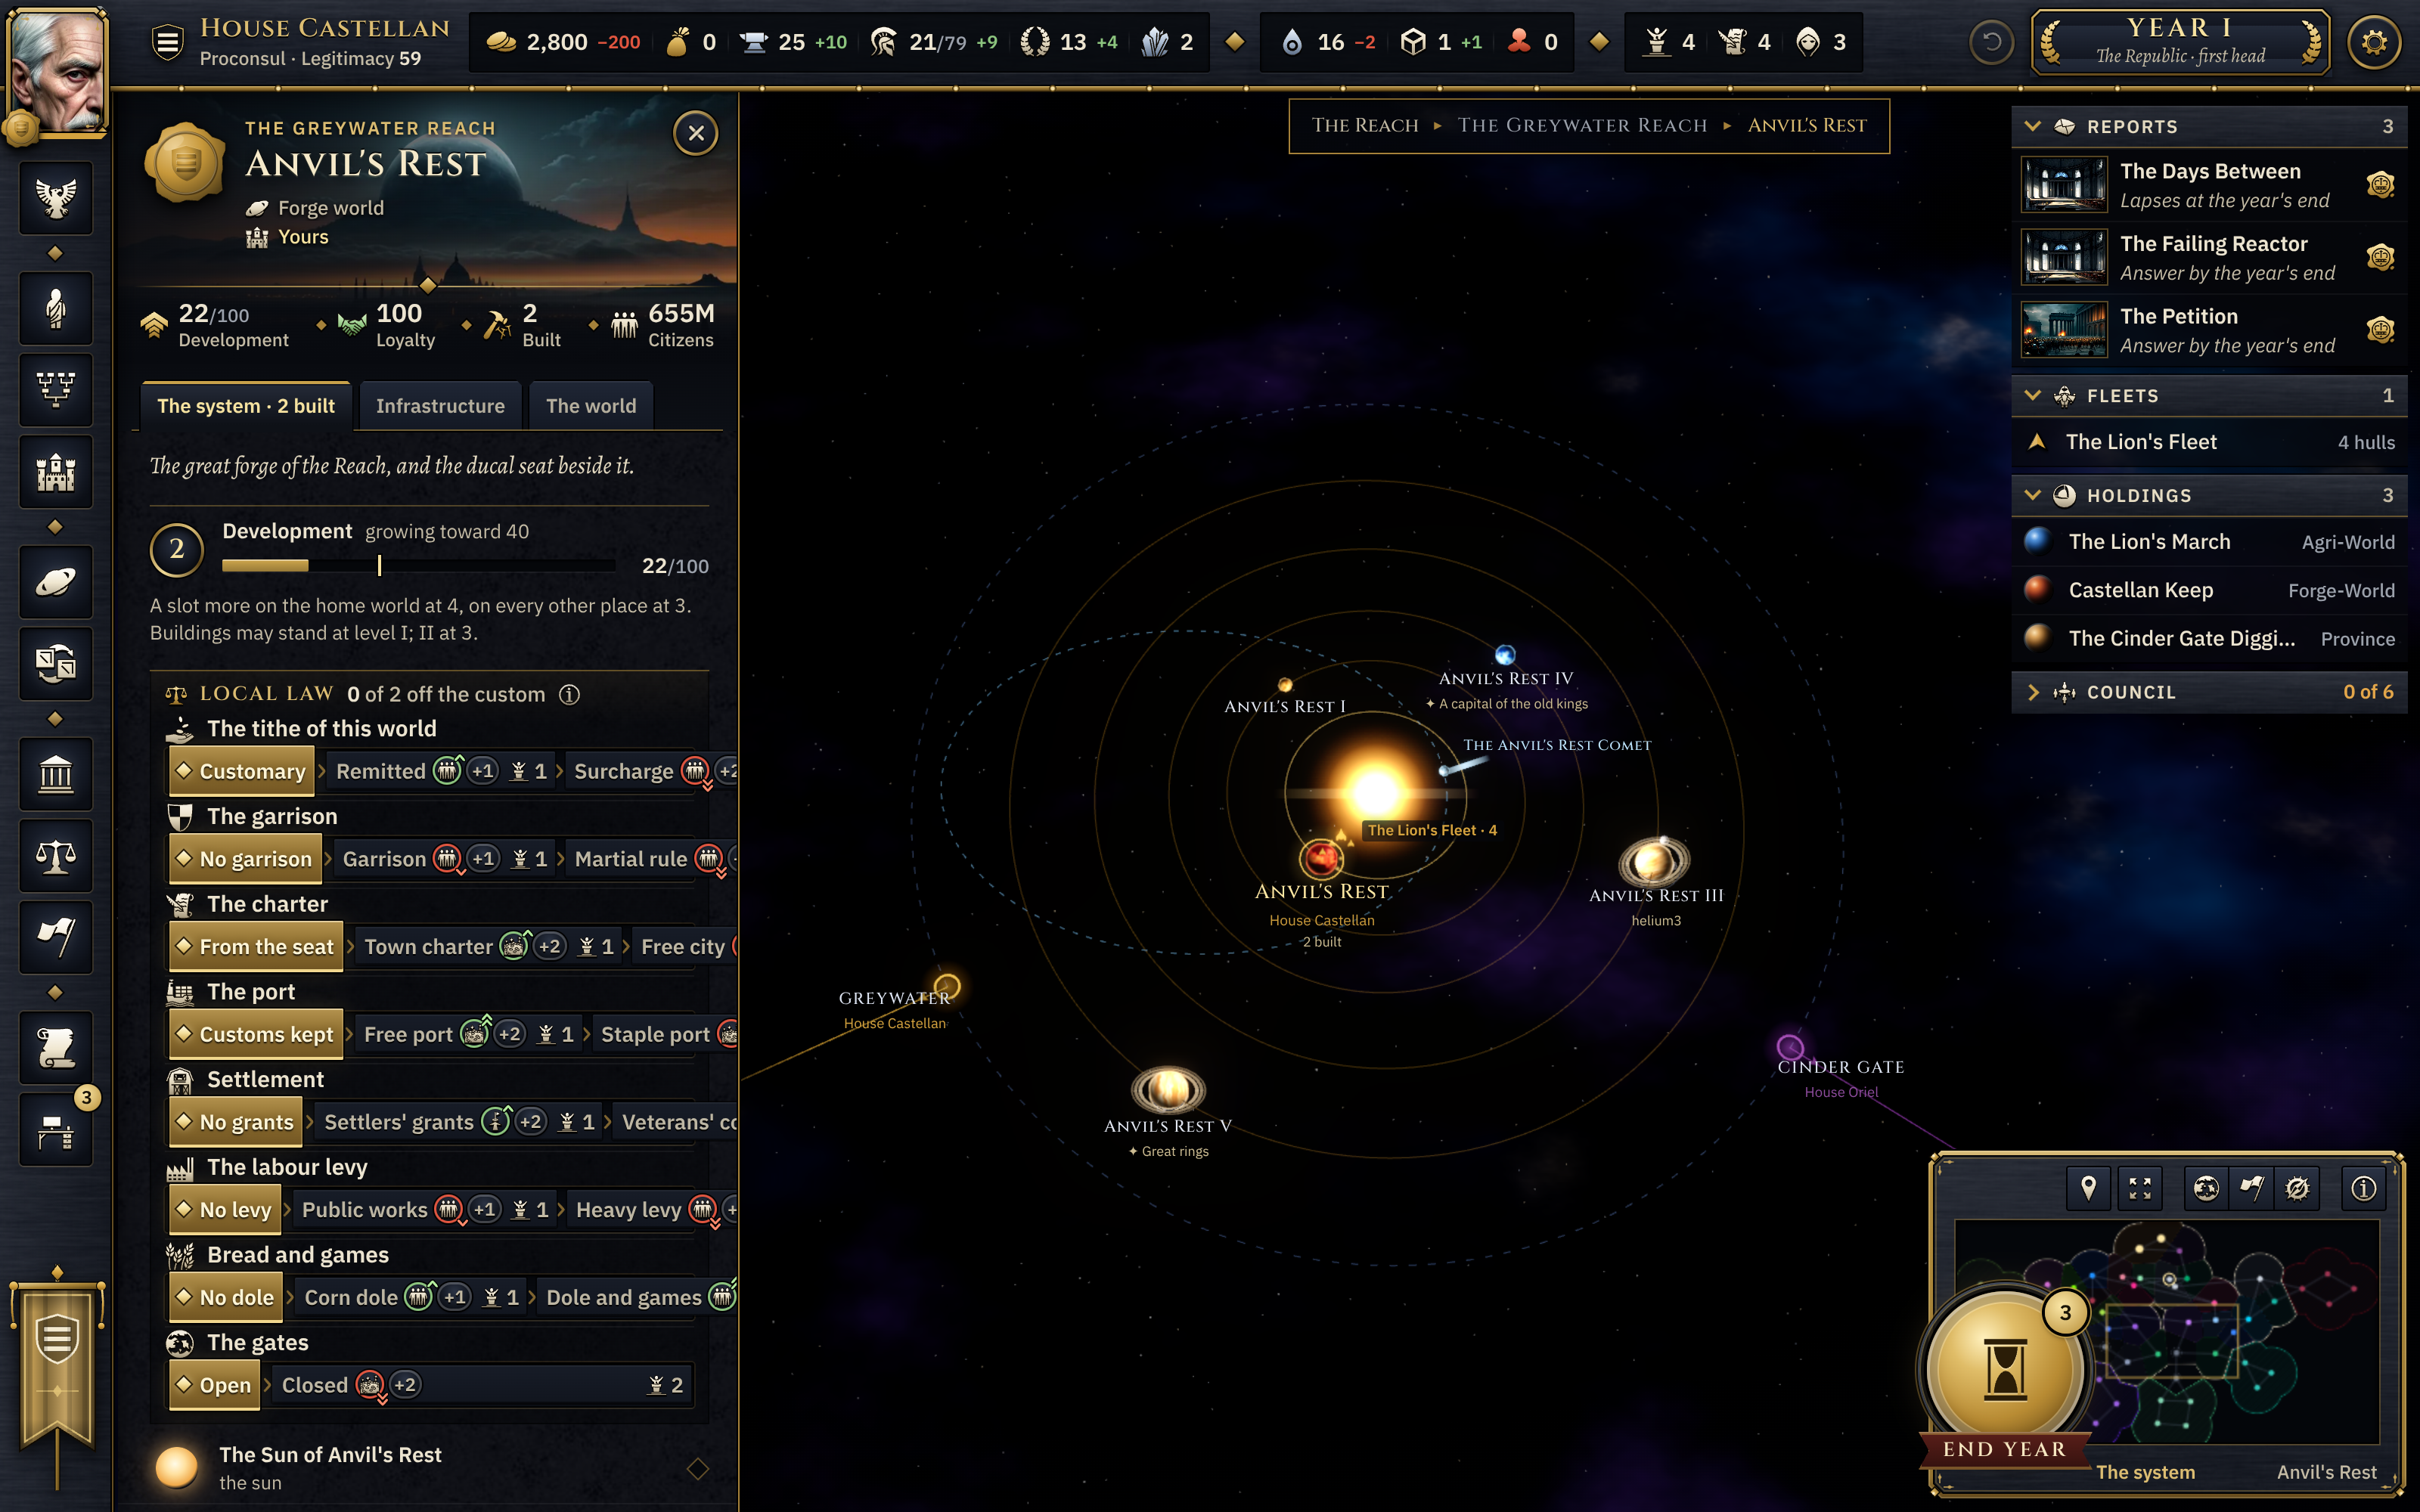 HOUSE CASTELLAN
Proconsul · Legitimacy 59
2,800 −200
0
25 +10
21/79 +9
13 +4
2
16 −2
1 +1
0
4
4
3
YEAR I
The Republic · first head
THE GREYWATER REACH
ANVIL'S REST
Forge world
Yours
22/100
Development
100
Loyalty
2
Built
655M
Citizens
The system · 2 built
Infrastructure
The world
The great forge of the Reach, and the ducal seat beside it.
2
Development growing toward 40
22/100
A slot more on the home world at 4, on every other place at 3.
Buildings may stand at level I; II at 3.
LOCAL LAW 0 of 2 off the custom
The tithe of this world
Customary Remitted +1 1 Surcharge
The garrison
No garrison Garrison +1 1 Martial rule
The charter
From the seat Town charter +2 1 Free city
The port
Customs kept Free port +2 1 Staple port
Settlement
No grants Settlers' grants +2 1 Veterans'
The labour levy
No levy Public works +1 1 Heavy levy
Bread and games
No dole Corn dole +1 1 Dole and games
The gates
Open Closed +2 2
The Sun of Anvil's Rest
the sun
3
THE REACH ▸ THE GREYWATER REACH ▸ ANVIL'S REST
ANVIL'S REST IV
A capital of the old kings
ANVIL'S REST I
THE ANVIL'S REST COMET
The Lion's Fleet · 4
ANVIL'S REST
House Castellan
2 built
ANVIL'S REST III
helium3
GREYWATER
House Castellan
CINDER GATE
House Oriel
ANVIL'S REST V
Great rings
REPORTS 3
The Days Between
Lapses at the year's end
The Failing Reactor
Answer by the year's end
The Petition
Answer by the year's end
FLEETS 1
The Lion's Fleet 4 hulls
HOLDINGS 3
The Lion's March Agri-World
Castellan Keep Forge-World
The Cinder Gate Diggi... Province
COUNCIL 0 of 6
3
END YEAR
The system Anvil's Rest